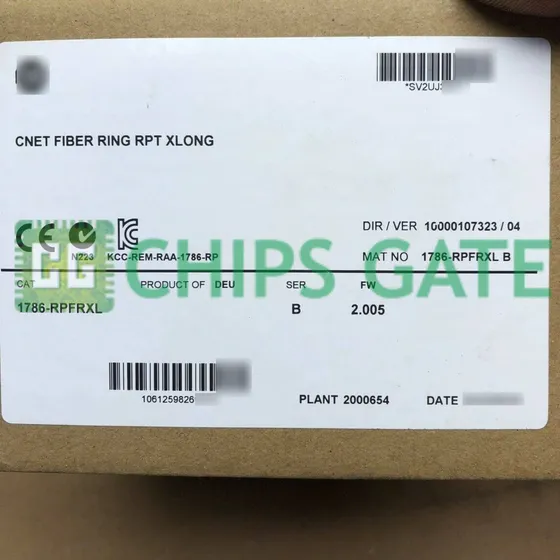 *SV2UJ
CNET FIBER RING RPT XLONG
DIR / VER 10000107323 / 04
N223 KCC-REM-RAA-1786-RP
MAT NO 1786-RPFRXL B
CHIPS GATE
CAT PRODUCT OF DEU SER FW
1786-RPFRXL B 2.005
1061259826
PLANT 2000654 DATE